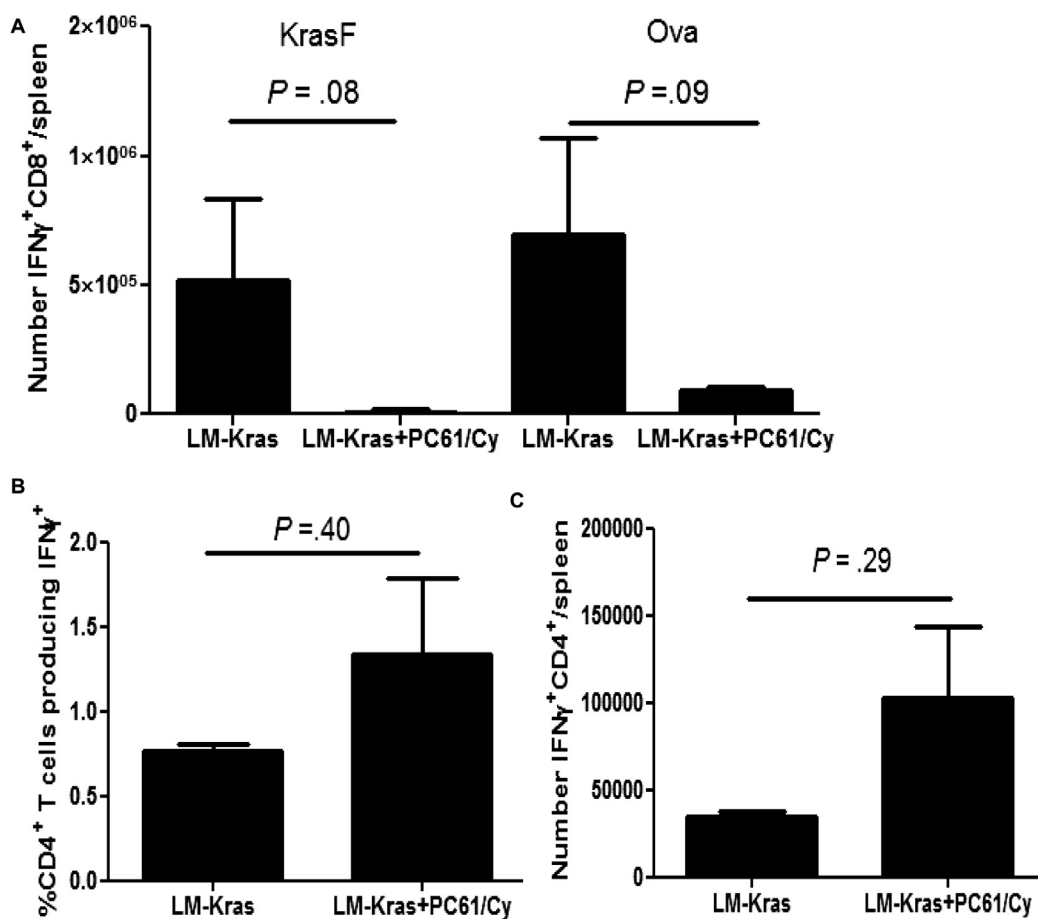 A
Number IFNγ⁺CD8⁺/spleen
2×10⁰⁶
1×10⁰⁶
5×10⁰⁵
0
KrasF
Ova
P = .08
P =.09
LM-Kras
LM-Kras+PC61/Cy
LM-Kras
LM-Kras+PC61/Cy
B
%CD4⁺ T cells producing IFNγ⁺
2.0
1.5
1.0
0.5
0.0
P =.40
LM-Kras
LM-Kras+PC61/Cy
C
Number IFNγ⁺CD4⁺/spleen
200000
150000
100000
50000
0
P = .29
LM-Kras
LM-Kras+PC61/Cy